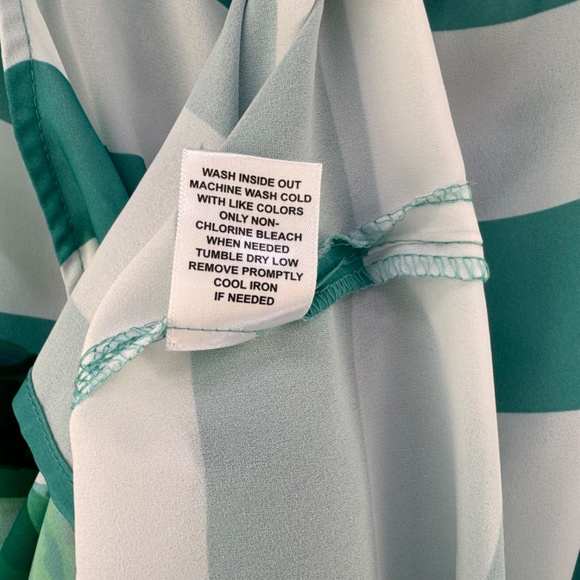 WASH INSIDE OUT
MACHINE WASH COLD
WITH LIKE COLORS
ONLY NON-
CHLORINE BLEACH
WHEN NEEDED
TUMBLE DRY LOW
REMOVE PROMPTLY
COOL IRON
IF NEEDED